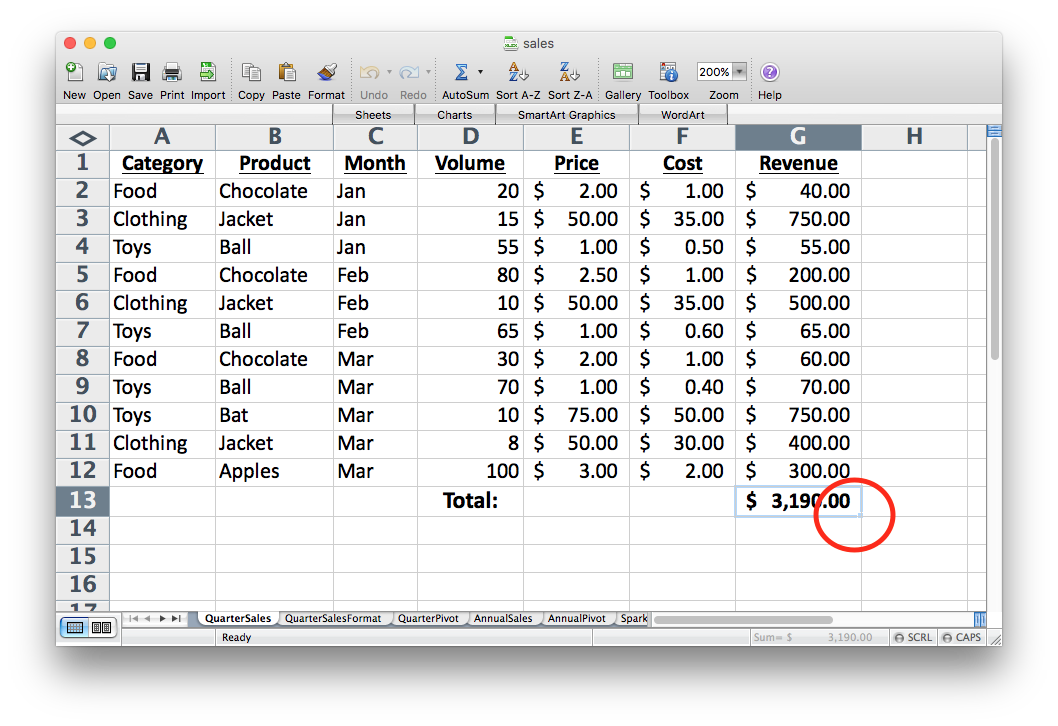 sales
New Open Save Print Import Copy Paste Format Undo Redo AutoSum Sort A-Z Sort Z-A Gallery Toolbox 200% Zoom Help
Sheets Charts SmartArt Graphics WordArt
A B C D E F G H
1 Category Product Month Volume Price Cost Revenue
2 Food Chocolate Jan 20 $ 2.00 $ 1.00 $ 40.00
3 Clothing Jacket Jan 15 $ 50.00 $ 35.00 $ 750.00
4 Toys Ball Jan 55 $ 1.00 $ 0.50 $ 55.00
5 Food Chocolate Feb 80 $ 2.50 $ 1.00 $ 200.00
6 Clothing Jacket Feb 10 $ 50.00 $ 35.00 $ 500.00
7 Toys Ball Feb 65 $ 1.00 $ 0.60 $ 65.00
8 Food Chocolate Mar 30 $ 2.00 $ 1.00 $ 60.00
9 Toys Ball Mar 70 $ 1.00 $ 0.40 $ 70.00
10 Toys Bat Mar 10 $ 75.00 $ 50.00 $ 750.00
11 Clothing Jacket Mar 8 $ 50.00 $ 30.00 $ 400.00
12 Food Apples Mar 100 $ 3.00 $ 2.00 $ 300.00
13 Total: $ 3,190.00
14
15
16
17
QuarterSales QuarterSalesFormat QuarterPivot AnnualSales AnnualPivot Spark
Ready Sum= $ 3,190.00 SCRL CAPS